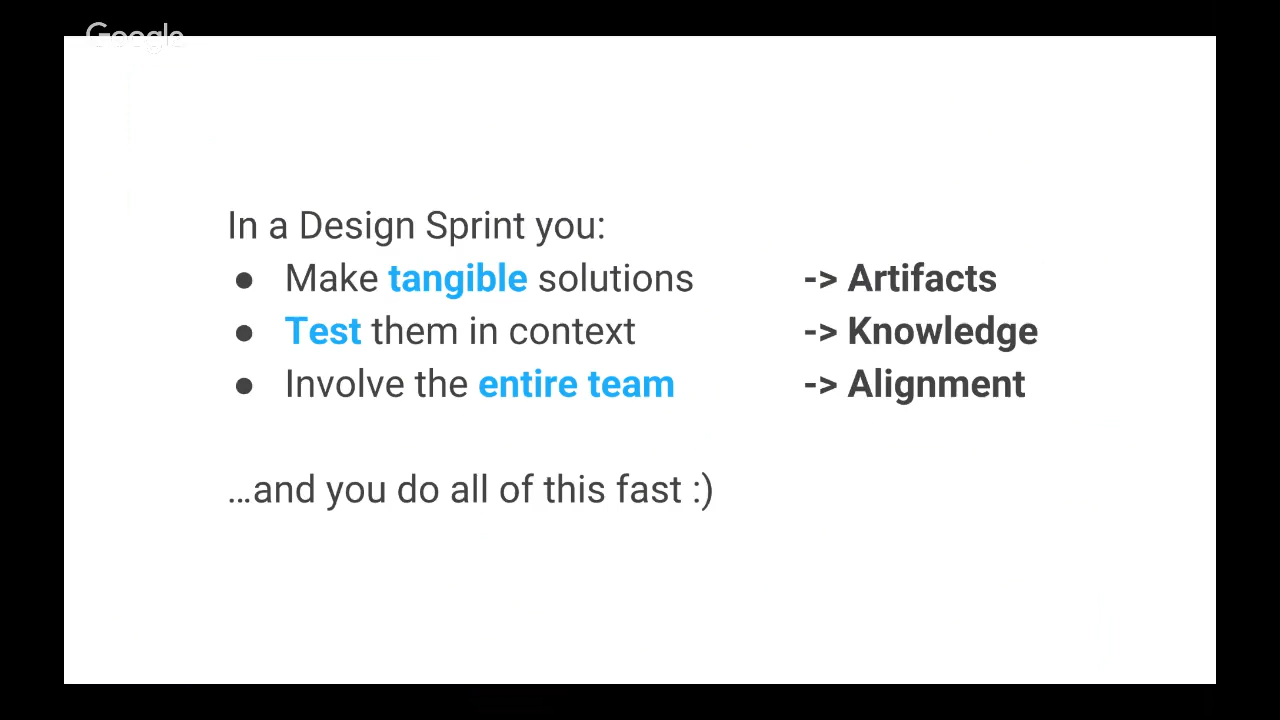 Google
In a Design Sprint you:
● Make tangible solutions -> Artifacts
● Test them in context -> Knowledge
● Involve the entire team -> Alignment
...and you do all of this fast :)